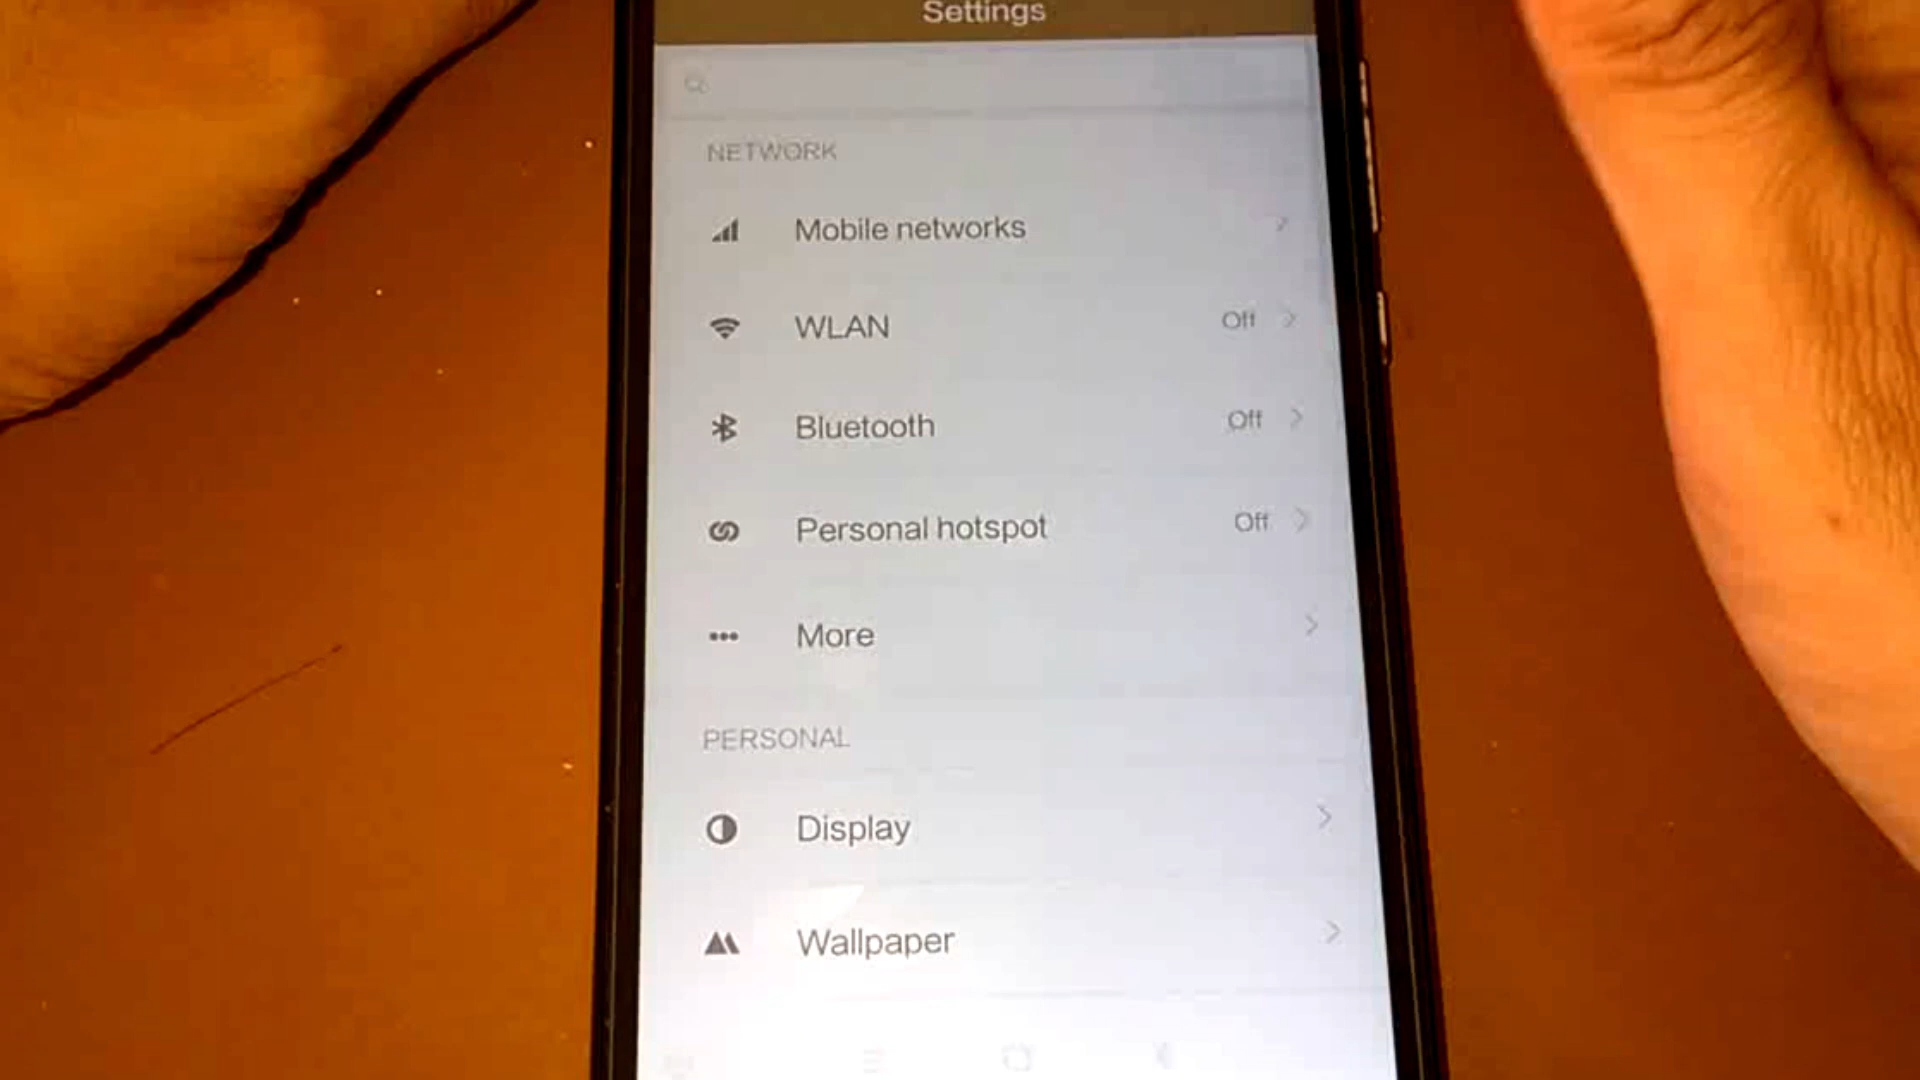 Settings
NETWORK
Mobile networks
WLAN Off
Bluetooth Off
Personal hotspot Off
More
PERSONAL
Display
Wallpaper